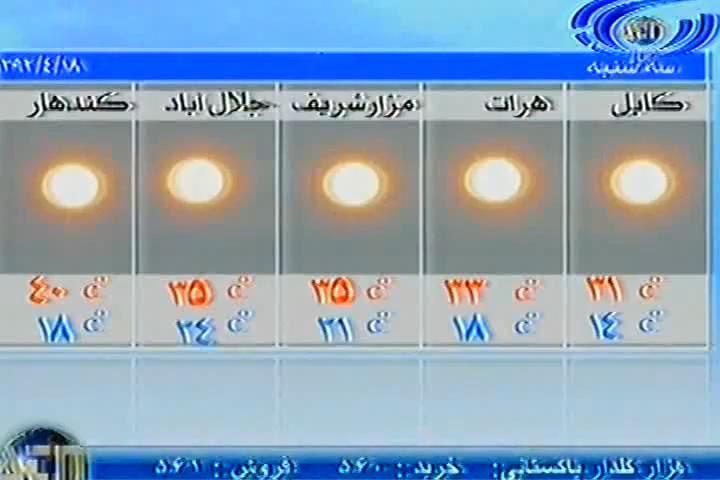 سه شنبه ۱۳۹۲/۴/۱۸
کابل هرات مزارشریف جلال آباد کندهار
۳۱ C° ۳۳ C° ۳۵ C° ۳۵ C° ۴۰ C°
۱۴ C° ۱۸ C° ۲۱ C° ۲۴ C° ۱۸ C°
هزار کلدار پاکستانی: خرید: ۵۶۰ فروش: ۵۶۱